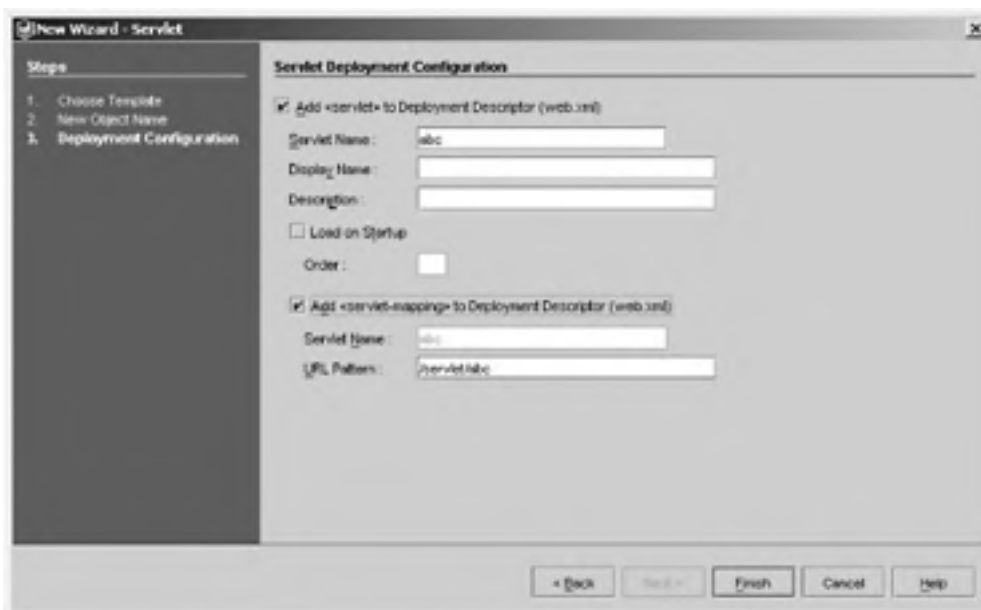 New Wizard - Servlet
Steps
Servlet Deployment Configuration
1. Choose Template
2. New Object Name
3. Deployment Configuration
Add <servlet> to Deployment Descriptor (web.xml)
Servlet Name : abc
Display Name :
Description :
Load on Startup
Order :
Add <servlet-mapping> to Deployment Descriptor (web.xml)
Servlet Name : abc
URL Pattern : /servlet/abc
< Back Next > Finish Cancel Help